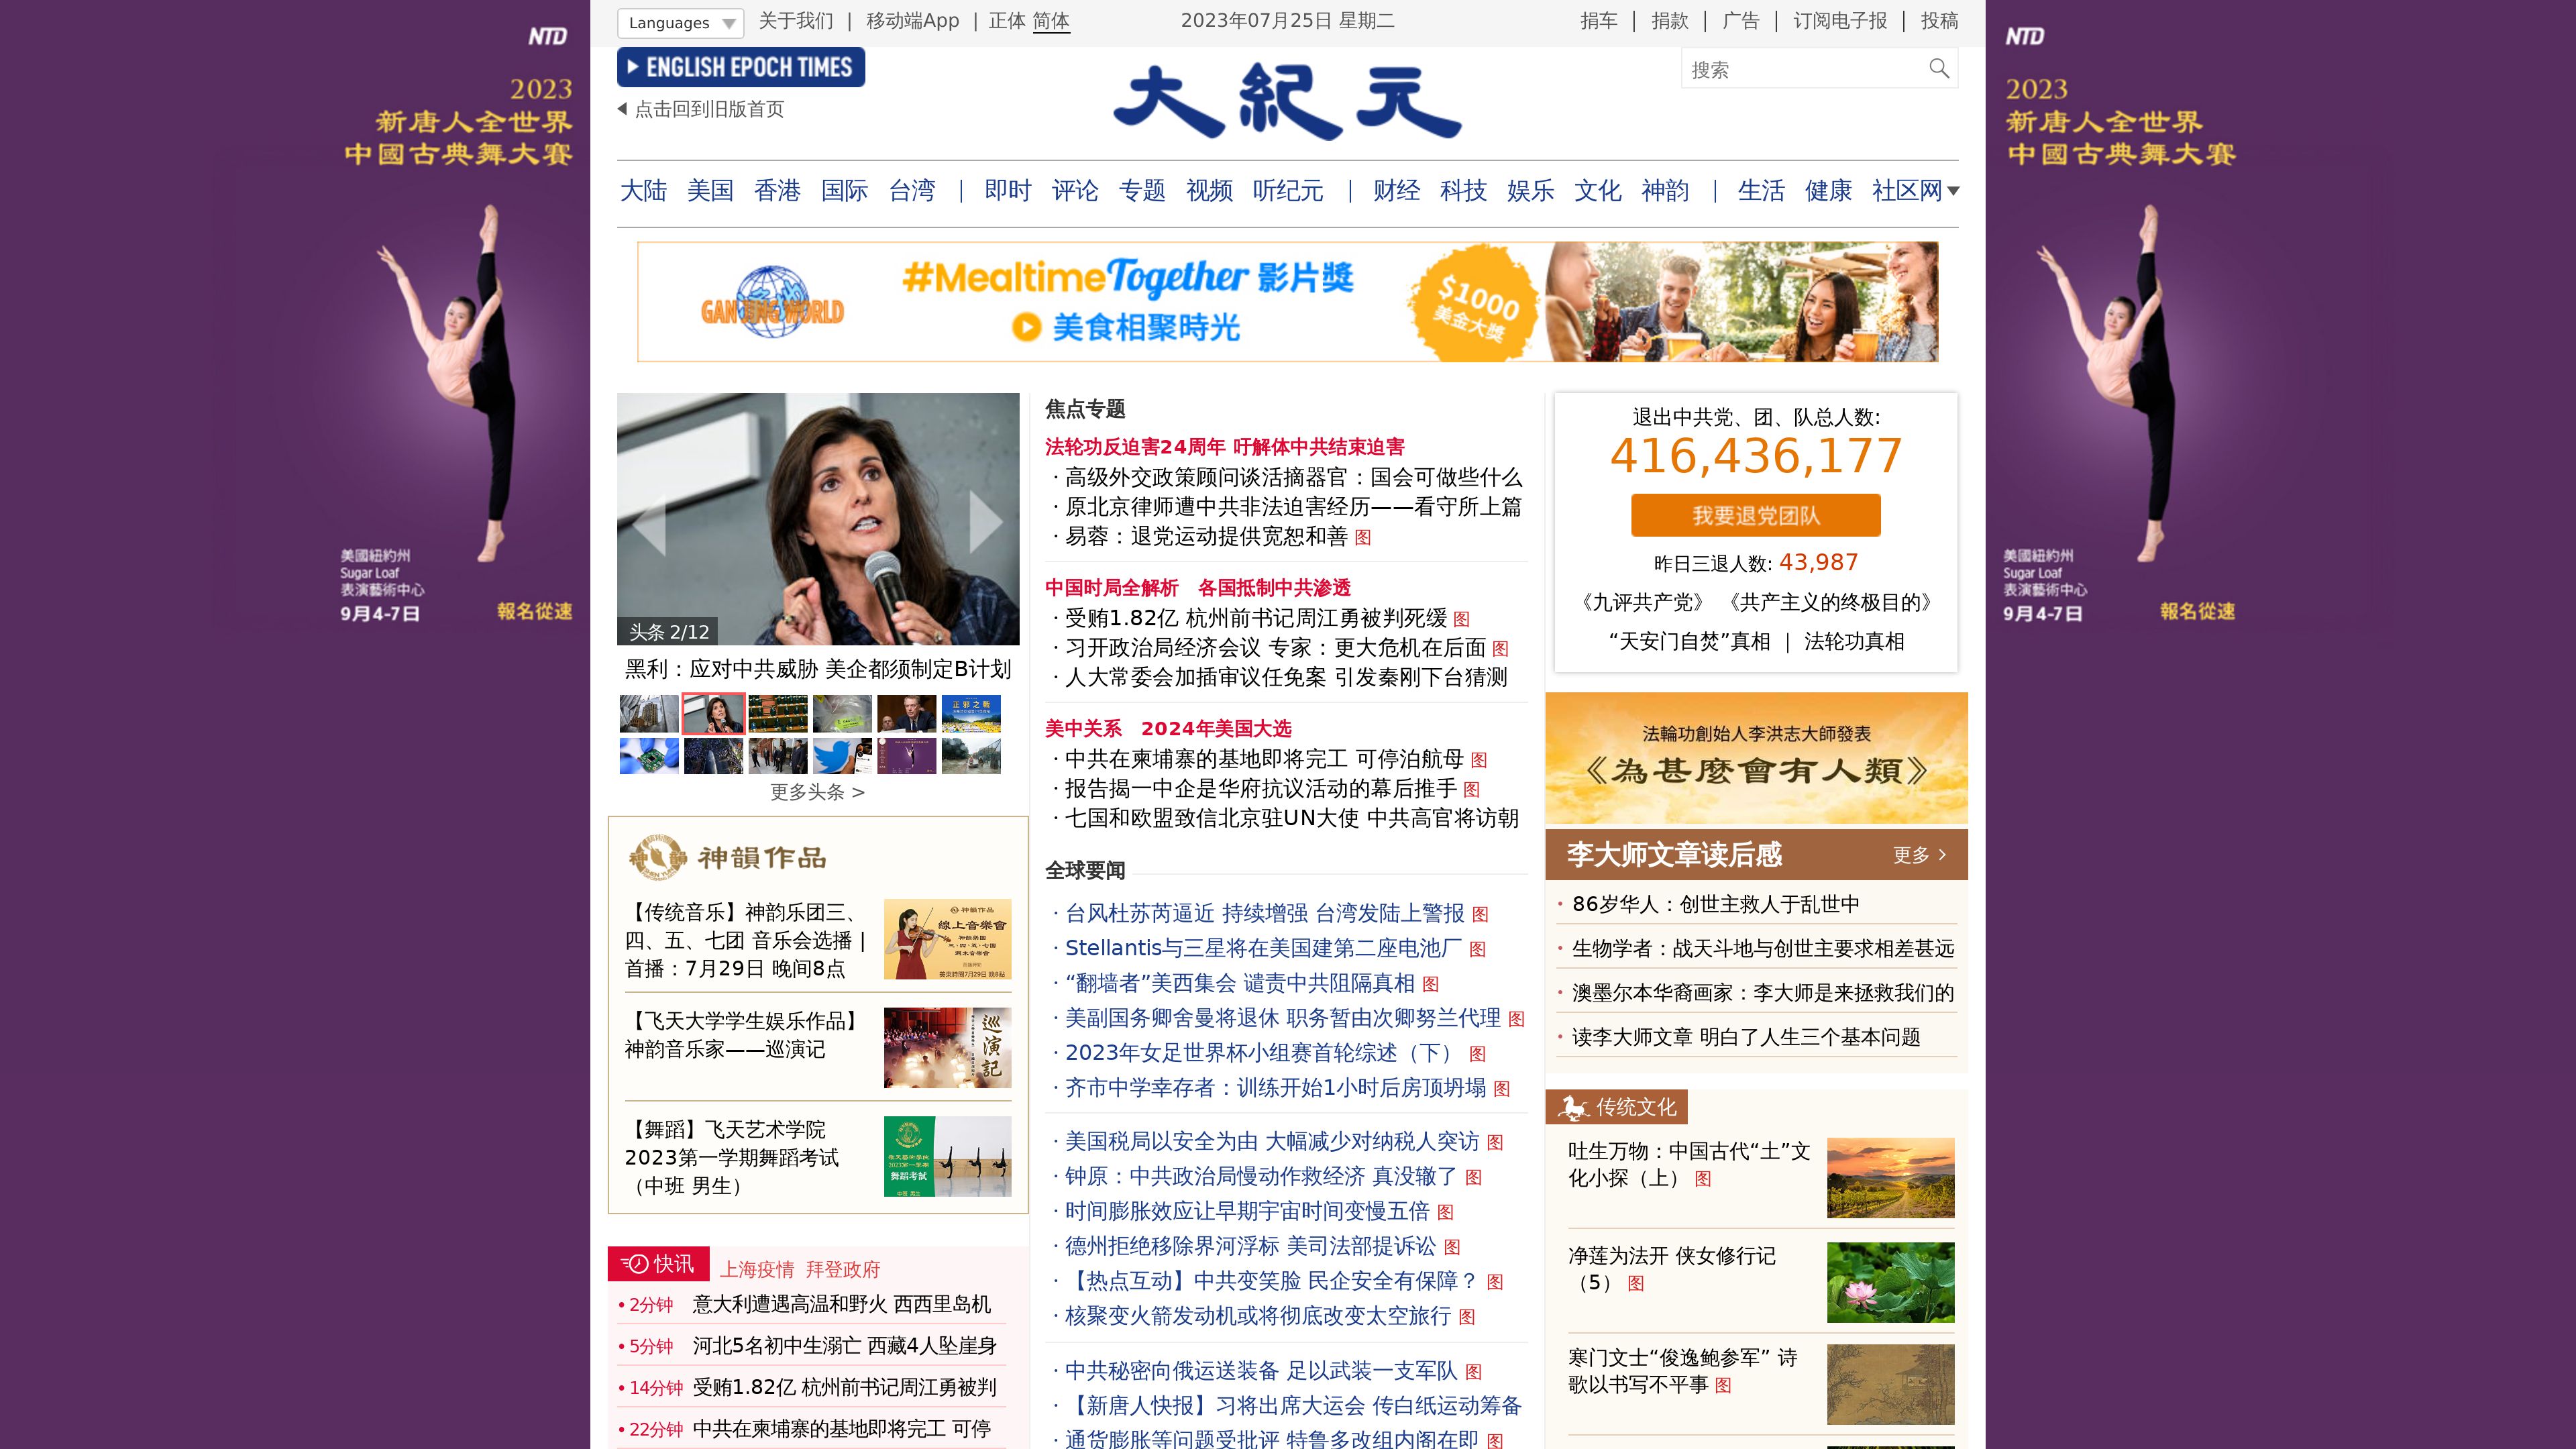 Languages
关于我们 | 移动端App | 正体 简体
2023年07月25日 星期二
捐车 | 捐款 | 广告 | 订阅电子报 | 投稿
ENGLISH EPOCH TIMES
点击回到旧版首页
大紀元
搜索
大陆 美国 香港 国际 台湾 | 即时 评论 专题 视频 听纪元 | 财经 科技 娱乐 文化 神韵 | 生活 健康 社区网
NTD
2023
新唐人全世界
中國古典舞大賽
美國紐約州
Sugar Loaf
表演藝術中心
9月4-7日
報名從速
GAN JING WORLD
#MealtimeTogether 影片獎
美食相聚時光
$1000
美金大獎
头条 2/12
黑利：应对中共威胁 美企都须制定B计划
正邪之戰
更多头条 >
神韻作品
【传统音乐】神韵乐团三、
四、五、七团 音乐会选播 |
首播：7月29日 晚间8点
神韻作品
線上音樂會
【飞天大学学生娱乐作品】
神韵音乐家——巡演记
巡演記
【舞蹈】飞天艺术学院
2023第一学期舞蹈考试
（中班 男生）
舞蹈考試
快讯
上海疫情 拜登政府
• 2分钟 意大利遭遇高温和野火 西西里岛机
• 5分钟 河北5名初中生溺亡 西藏4人坠崖身
• 14分钟 受贿1.82亿 杭州前书记周江勇被判
• 22分钟 中共在柬埔寨的基地即将完工 可停
焦点专题
法轮功反迫害24周年 吁解体中共结束迫害
· 高级外交政策顾问谈活摘器官：国会可做些什么
· 原北京律师遭中共非法迫害经历——看守所上篇
· 易蓉：退党运动提供宽恕和善 图
中国时局全解析 各国抵制中共渗透
· 受贿1.82亿 杭州前书记周江勇被判死缓 图
· 习开政治局经济会议 专家：更大危机在后面 图
· 人大常委会加插审议任免案 引发秦刚下台猜测
美中关系 2024年美国大选
· 中共在柬埔寨的基地即将完工 可停泊航母 图
· 报告揭一中企是华府抗议活动的幕后推手 图
· 七国和欧盟致信北京驻UN大使 中共高官将访朝
全球要闻
· 台风杜苏芮逼近 持续增强 台湾发陆上警报 图
· Stellantis与三星将在美国建第二座电池厂 图
· “翻墙者”美西集会 谴责中共阻隔真相 图
· 美副国务卿舍曼将退休 职务暂由次卿努兰代理 图
· 2023年女足世界杯小组赛首轮综述（下） 图
· 齐市中学幸存者：训练开始1小时后房顶坍塌 图
· 美国税局以安全为由 大幅减少对纳税人突访 图
· 钟原：中共政治局慢动作救经济 真没辙了 图
· 时间膨胀效应让早期宇宙时间变慢五倍 图
· 德州拒绝移除界河浮标 美司法部提诉讼 图
· 【热点互动】中共变笑脸 民企安全有保障？ 图
· 核聚变火箭发动机或将彻底改变太空旅行 图
· 中共秘密向俄运送装备 足以武装一支军队 图
· 【新唐人快报】习将出席大运会 传白纸运动筹备
· 通货膨胀等问题受批评 特鲁多改组内阁在即 图
退出中共党、团、队总人数:
416,436,177
我要退党团队
昨日三退人数: 43,987
《九评共产党》 《共产主义的终极目的》
“天安门自焚”真相 | 法轮功真相
法輪功創始人李洪志大師發表
《為甚麼會有人類》
李大师文章读后感
更多 >
• 86岁华人：创世主救人于乱世中
• 生物学者：战天斗地与创世主要求相差甚远
• 澳墨尔本华裔画家：李大师是来拯救我们的
• 读李大师文章 明白了人生三个基本问题
传统文化
吐生万物：中国古代“土”文
化小探（上） 图
净莲为法开 侠女修行记
（5） 图
寒门文士“俊逸鲍参军” 诗
歌以书写不平事 图
NTD
2023
新唐人全世界
中國古典舞大賽
美國紐約州
Sugar Loaf
表演藝術中心
9月4-7日
報名從速